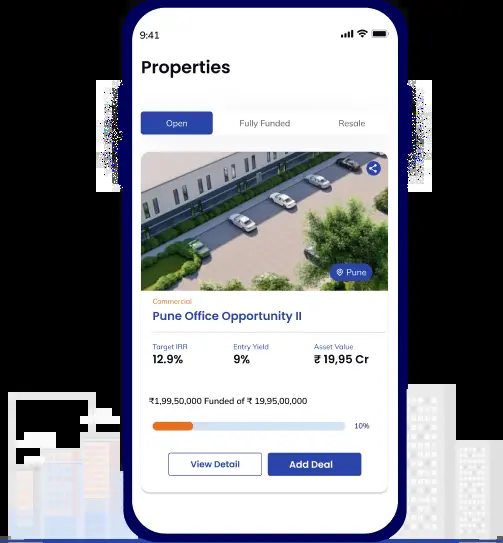 9:41
Properties
Open Fully Funded Resale
Pune
Commercial
Pune Office Opportunity II
Target IRR Entry Yield Asset Value
12.9% 9% ₹ 19,95 Cr
₹1,99,50,000 Funded of ₹ 19,95,00,000
10%
View Detail Add Deal